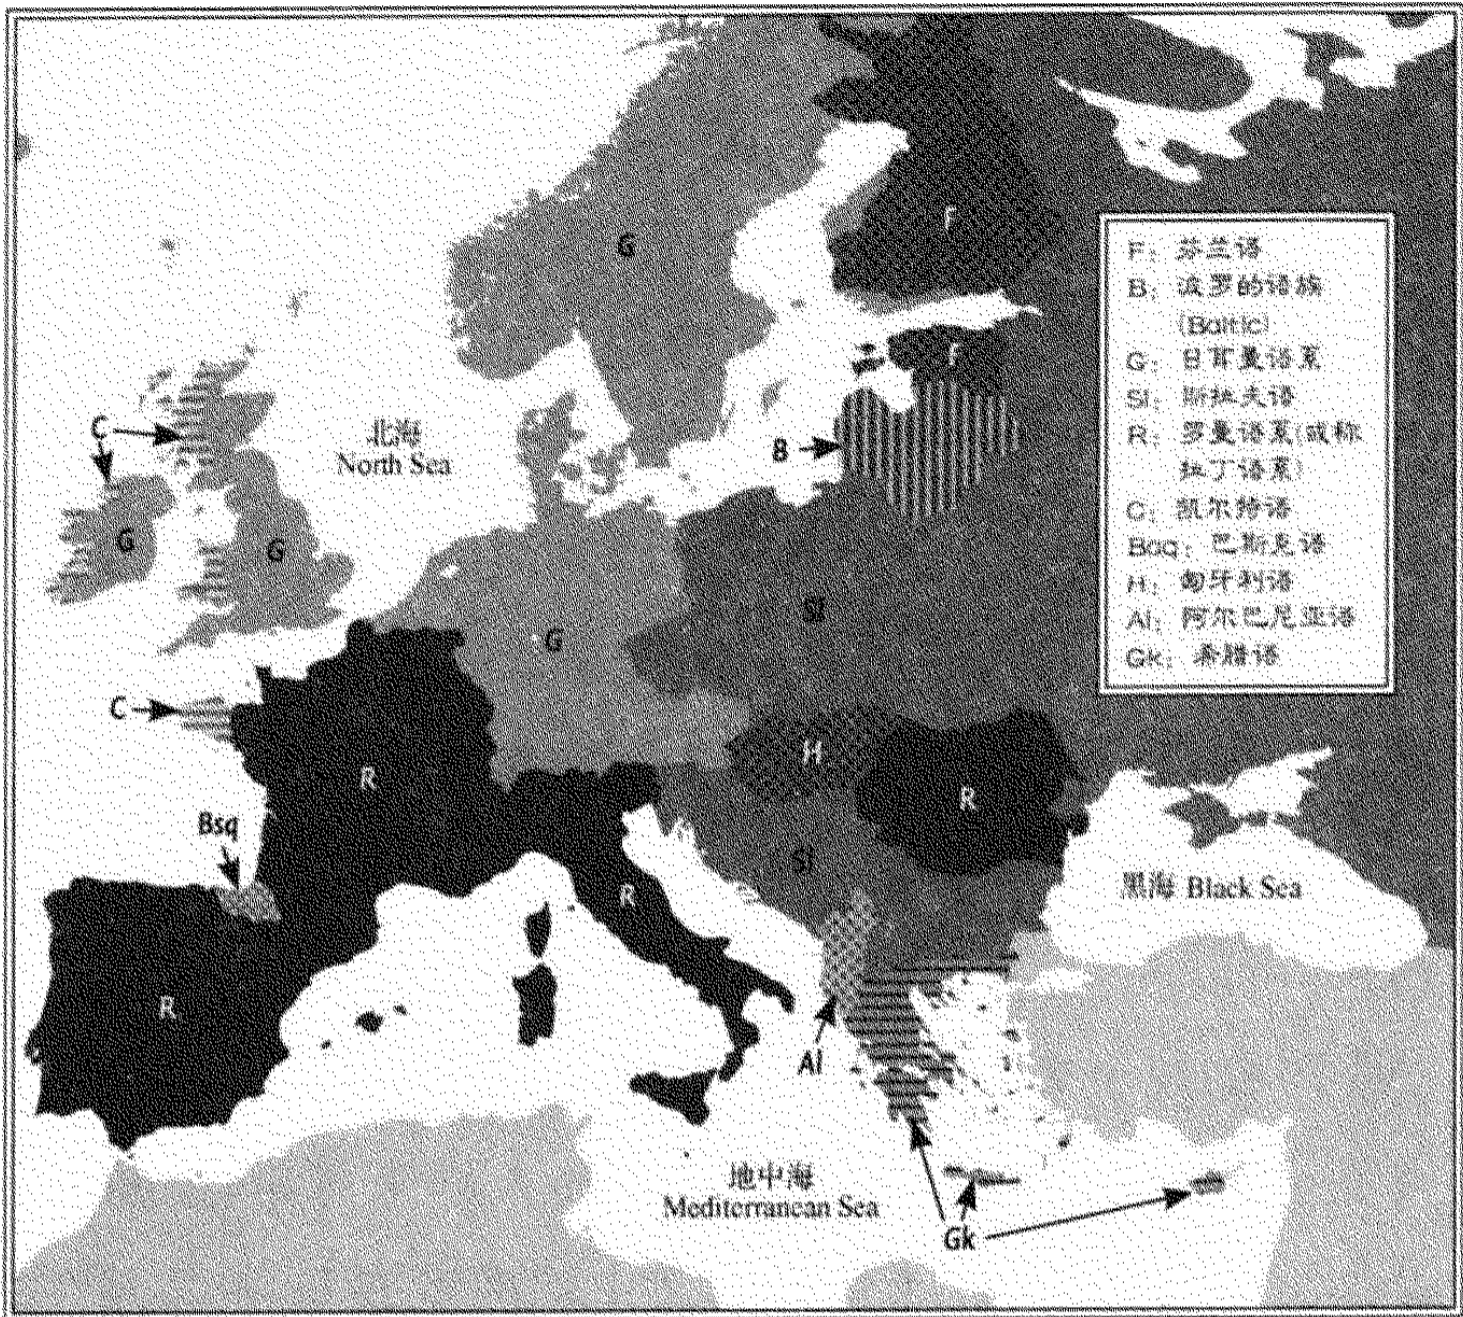 F
G
F: 芬兰语
B: 波罗的语族
(Baltic)
G: 日耳曼语系
Sl: 斯拉夫语
R: 罗曼语系(或称
拉丁语系)
C: 凯尔特语
Baq: 巴斯克语
H: 匈牙利语
Al: 阿尔巴尼亚语
Gk: 希腊语
F
C
北海
North Sea
B
G
G
Sl
G
C
H
R
R
Bsq
Sl
黑海 Black Sea
R
R
Al
地中海
Mediterranean Sea
Gk